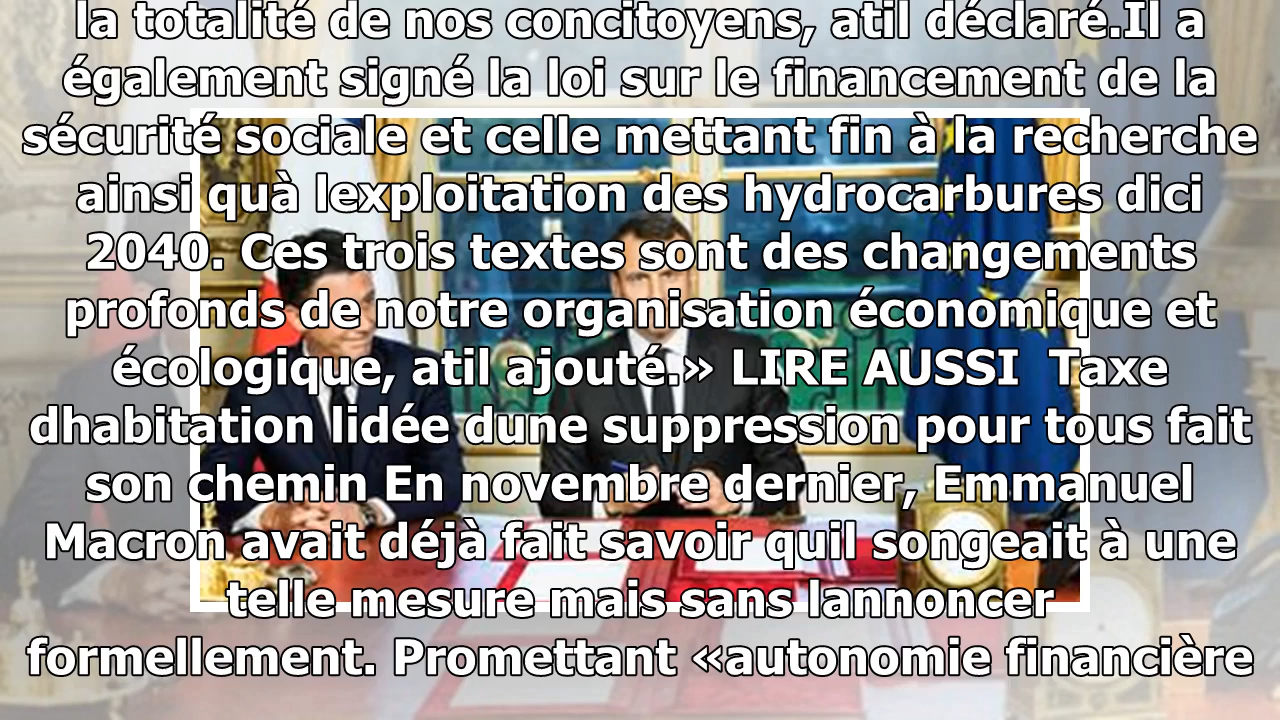 la totalité de nos concitoyens, atil déclaré.Il a
également signé la loi sur le financement de la
sécurité sociale et celle mettant fin à la recherche
ainsi quà lexploitation des hydrocarbures dici
2040. Ces trois textes sont des changements
profonds de notre organisation économique et
écologique, atil ajouté.» LIRE AUSSI  Taxe
dhabitation lidée dune suppression pour tous fait
son chemin En novembre dernier, Emmanuel
Macron avait déjà fait savoir quil songeait à une
telle mesure mais sans lannoncer
formellement. Promettant «autonomie financière